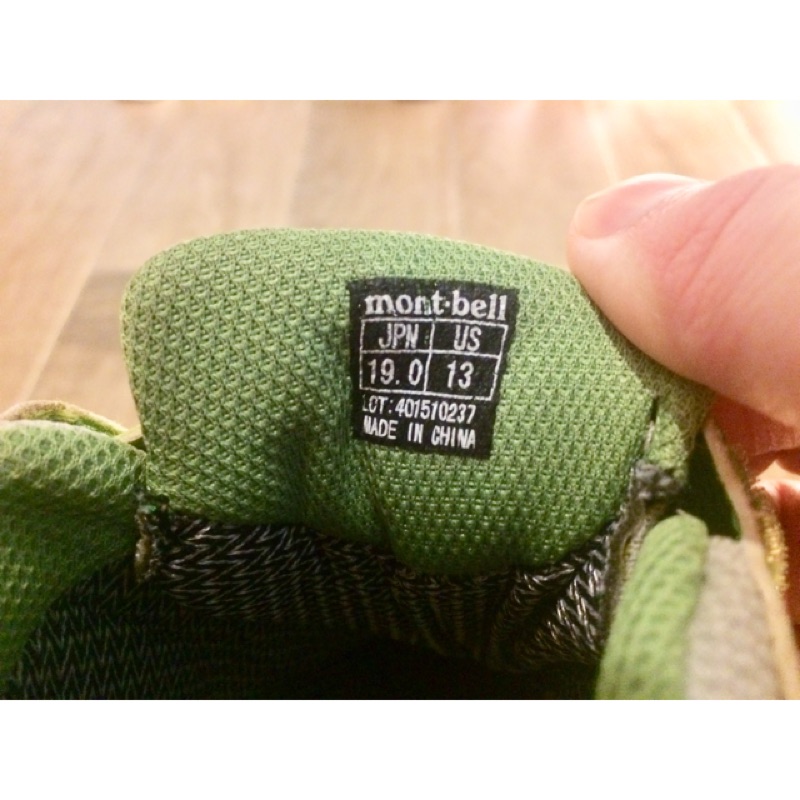 mont·bell
JPN US
19.0 13
LOT:401510237
MADE IN CHINA